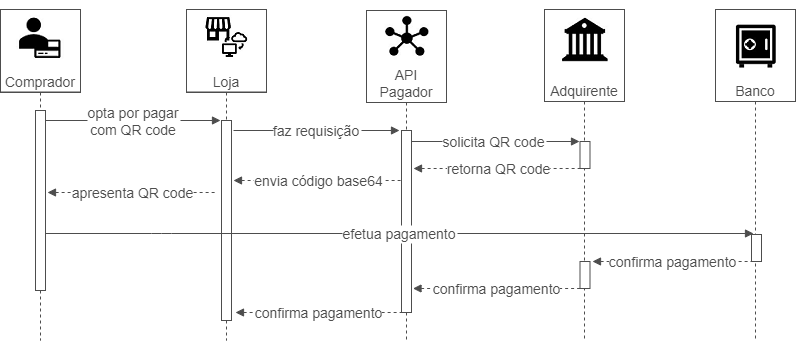 Comprador
Loja
API
Pagador
Adquirente
Banco
opta por pagar
com QR code
faz requisição
solicita QR code
retorna QR code
envia código base64
apresenta QR code
efetua pagamento
confirma pagamento
confirma pagamento
confirma pagamento